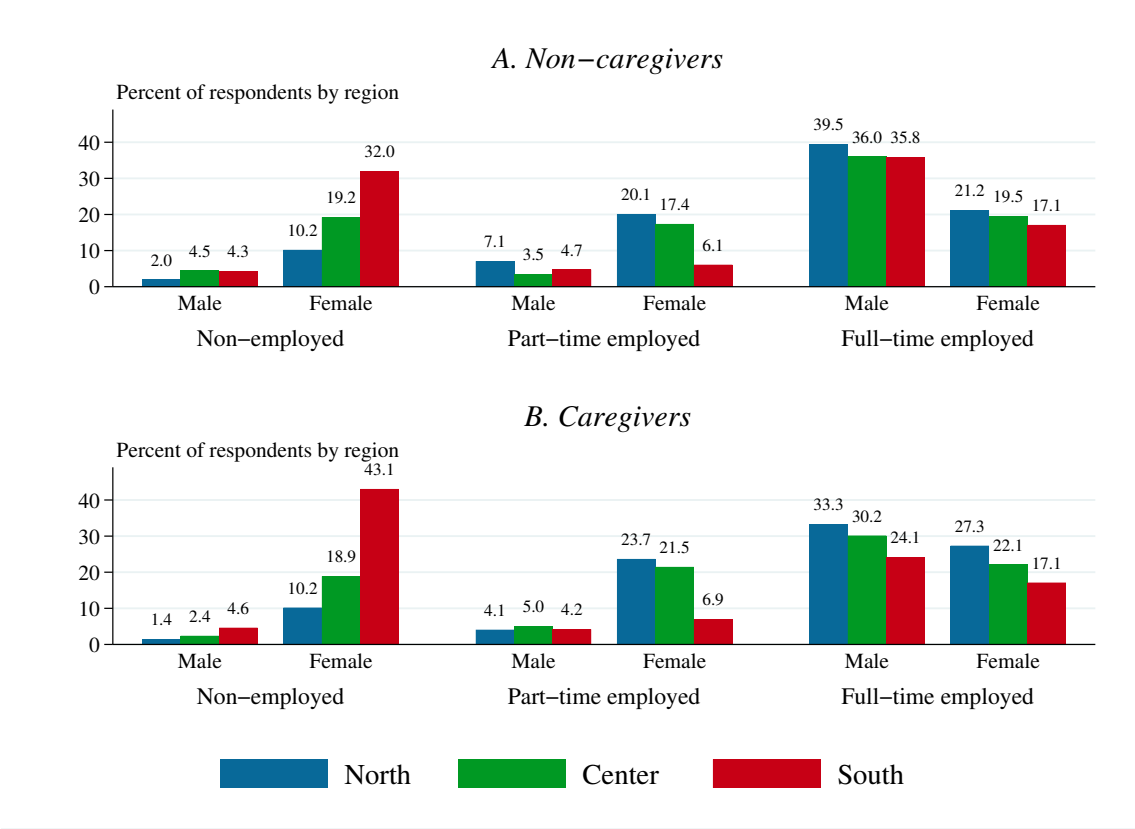 A. Non−caregivers
Percent of respondents by region
40
30
20
10
0
2.0 4.5 4.3
10.2 19.2 32.0
7.1 3.5 4.7
20.1 17.4 6.1
39.5 36.0 35.8
21.2 19.5 17.1
Male Female Male Female Male Female
Non−employed Part−time employed Full−time employed
B. Caregivers
Percent of respondents by region
40
30
20
10
0
1.4 2.4 4.6
10.2 18.9 43.1
4.1 5.0 4.2
23.7 21.5 6.9
33.3 30.2 24.1
27.3 22.1 17.1
Male Female Male Female Male Female
Non−employed Part−time employed Full−time employed
North Center South